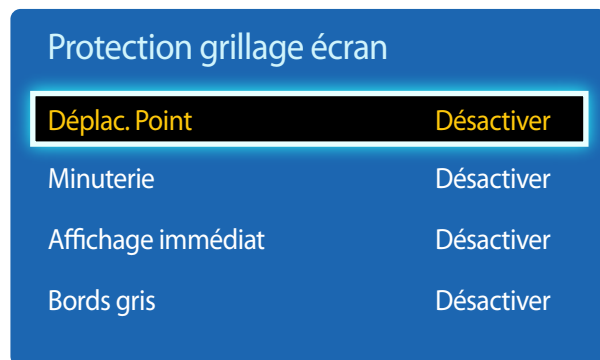 Protection grillage écran
Déplac. Point Désactiver
Minuterie Désactiver
Affichage immédiat Désactiver
Bords gris Désactiver